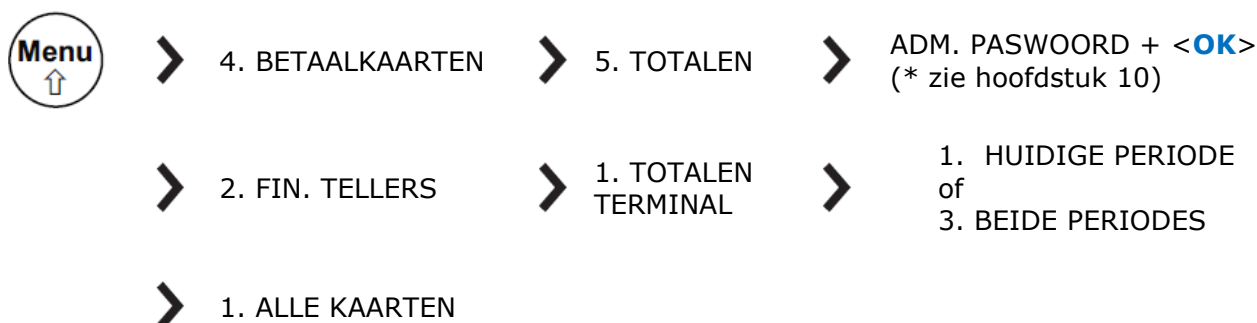 Menu
4. BETAALKAARTEN
5. TOTALEN
ADM. PASWOORD + <OK>
(* zie hoofdstuk 10)
2. FIN. TELLERS
1. TOTALEN
TERMINAL
1. HUIDIGE PERIODE
of
3. BEIDE PERIODES
1. ALLE KAARTEN